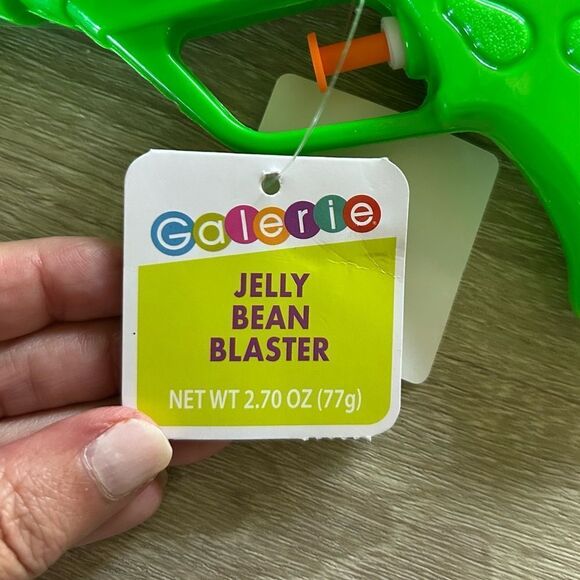 Galerie
JELLY
BEAN
BLASTER
NET WT 2.70 OZ (77g)